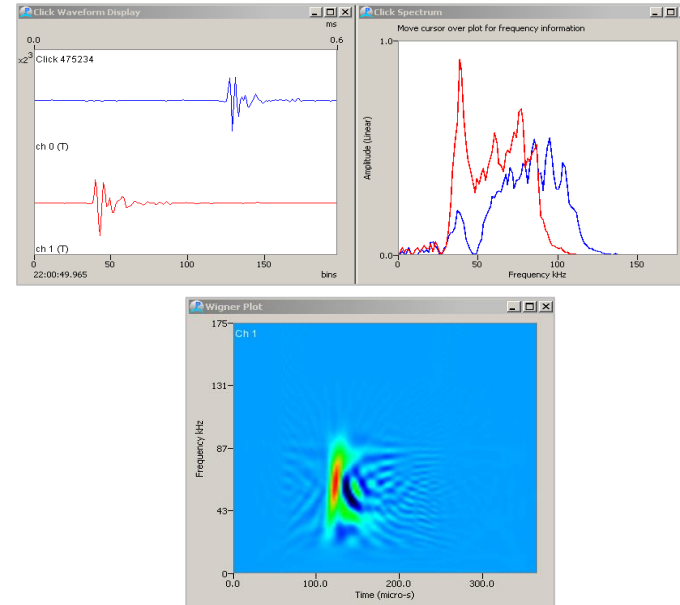 Click Waveform Display
ms
0.0 0.6
x2^3
Click 475234
ch 0 (T)
ch 1 (T)
0 50 100 150
22:00:49.965 bins
Click Spectrum
Move cursor over plot for frequency information
1.0
Amplitude (Linear)
0.0
0 50 100 150
Frequency kHz
Wigner Plot
175
Ch 1
131
87
Frequency kHz
43
0
0.0 100.0 200.0 300.0
Time (micro-s)